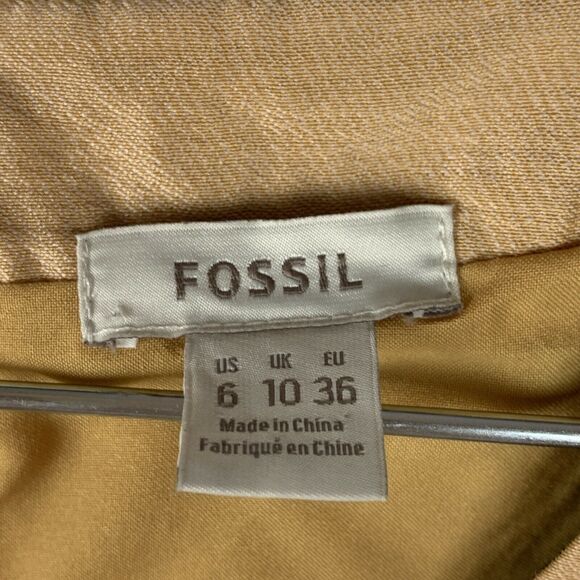 FOSSIL
US UK EU
6 10 36
Made in China
Fabriqué en Chine